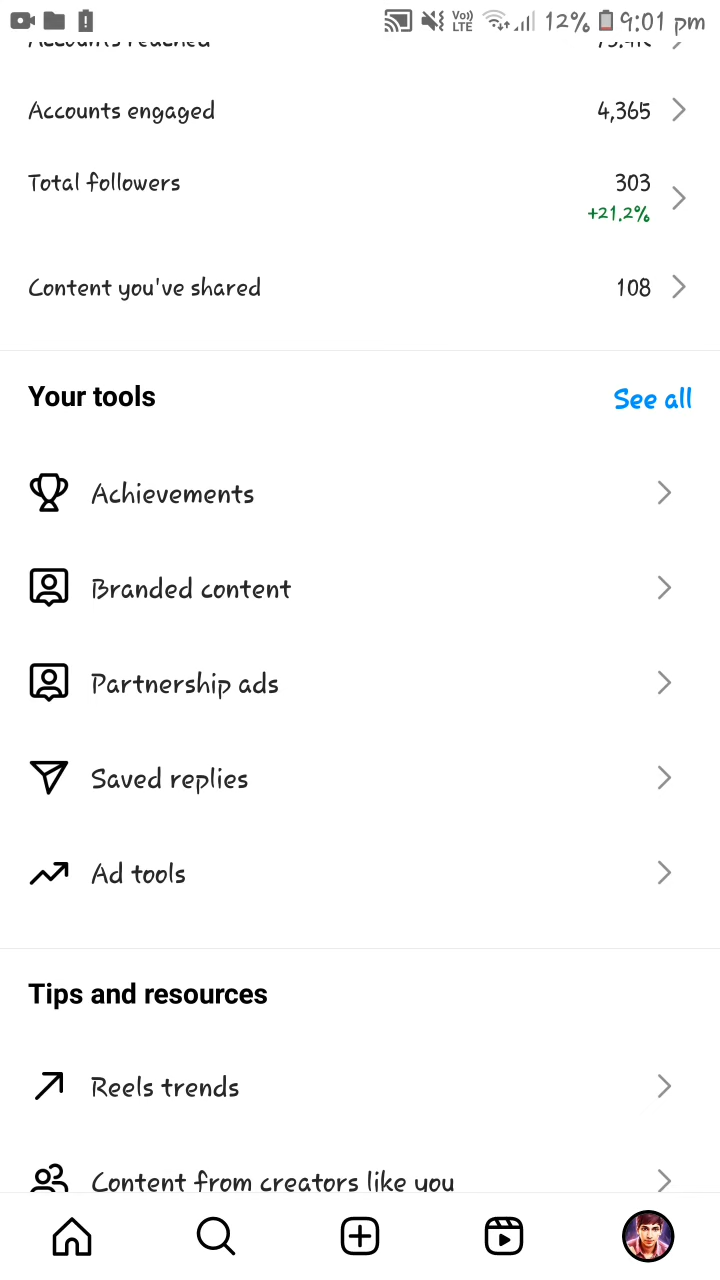 Vo))
LTE
12%
9:01 pm
Accounts engaged
4,365
Total followers
303
+21.2%
Content you've shared
108
Your tools
See all
Achievements
Branded content
Partnership ads
Saved replies
Ad tools
Tips and resources
Reels trends
Content from creators like you